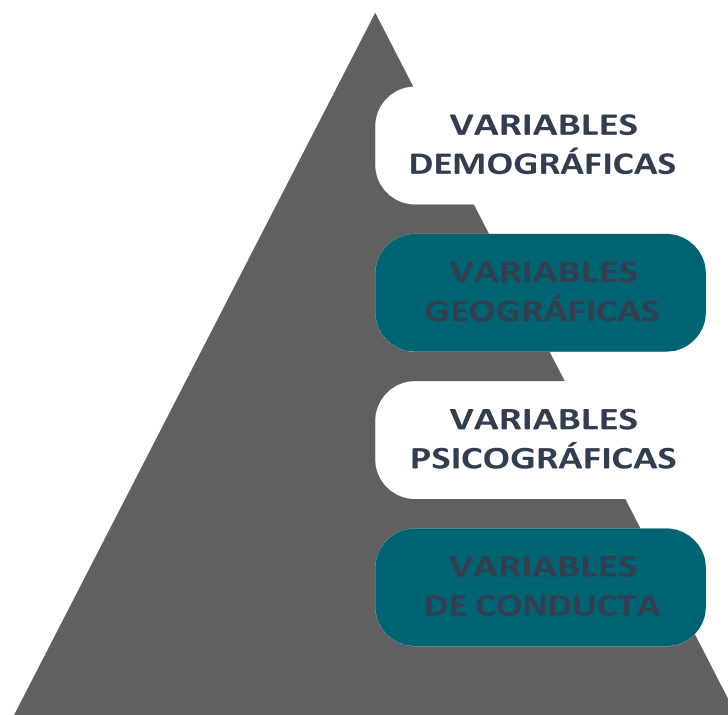 VARIABLES
DEMOGRÁFICAS
VARIABLES
GEOGRÁFICAS
VARIABLES
PSICOGRÁFICAS
VARIABLES
DE CONDUCTA